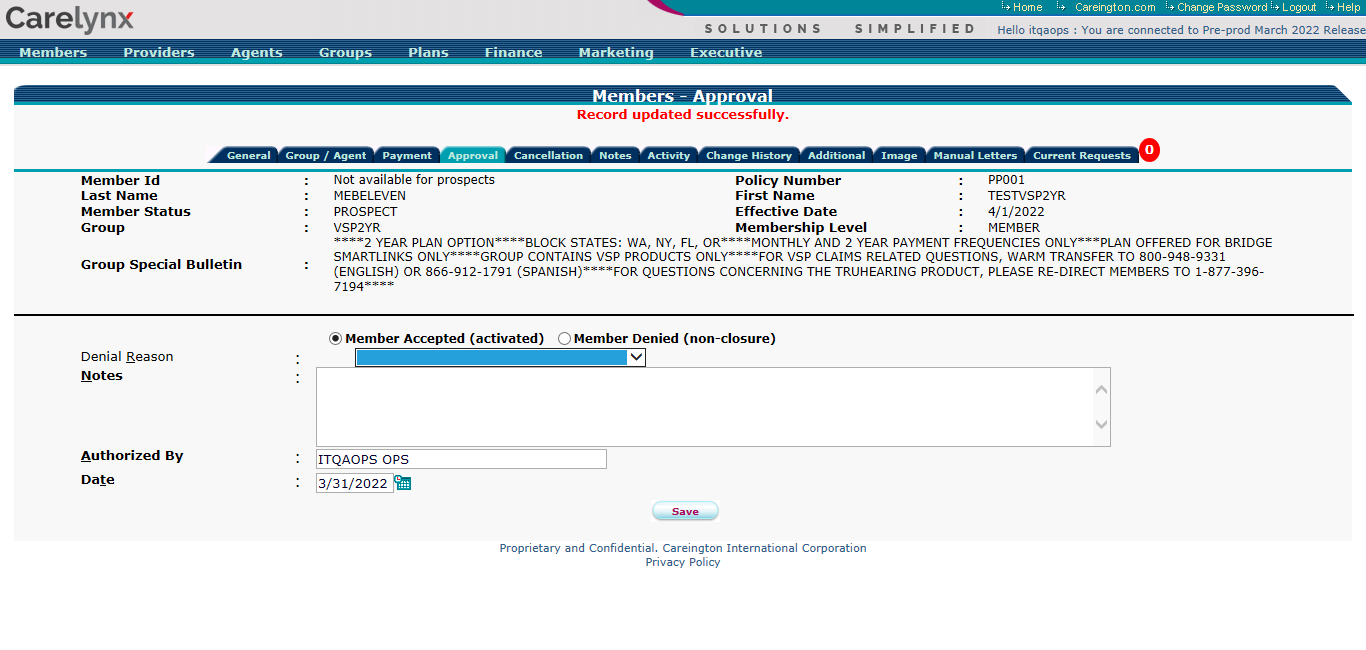 Carelynx
Home Careington.com Change Password Logout Help
SOLUTIONS SIMPLIFIED
Hello itqaops : You are connected to Pre-prod March 2022 Release
Members Providers Agents Groups Plans Finance Marketing Executive
Members - Approval
Record updated successfully.
General Group / Agent Payment Approval Cancellation Notes Activity Change History Additional Image Manual Letters Current Requests 0
Member Id : Not available for prospects Policy Number : PP001
Last Name : MEBELEVEN First Name : TESTVSP2YR
Member Status : PROSPECT Effective Date : 4/1/2022
Group : VSP2YR Membership Level : MEMBER
Group Special Bulletin : ****2 YEAR PLAN OPTION****BLOCK STATES: WA, NY, FL, OR****MONTHLY AND 2 YEAR PAYMENT FREQUENCIES ONLY***PLAN OFFERED FOR BRIDGE
SMARTLINKS ONLY****GROUP CONTAINS VSP PRODUCTS ONLY****FOR VSP CLAIMS RELATED QUESTIONS, WARM TRANSFER TO 800-948-9331
(ENGLISH) OR 866-912-1791 (SPANISH)****FOR QUESTIONS CONCERNING THE TRUHEARING PRODUCT, PLEASE RE-DIRECT MEMBERS TO 1-877-396-
7194****
Member Accepted (activated) Member Denied (non-closure)
Denial Reason :
Notes :
Authorized By : ITQAOPS OPS
Date : 3/31/2022
Save
Proprietary and Confidential. Careington International Corporation
Privacy Policy